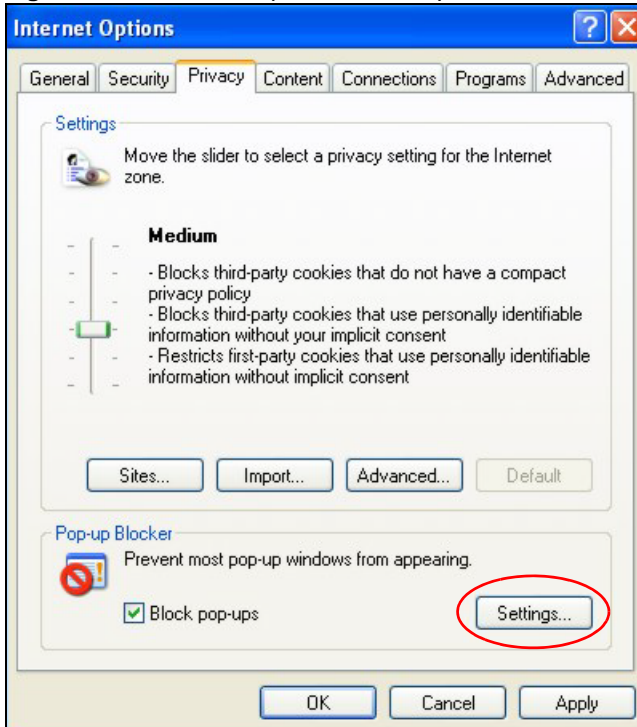 Internet Options
General Security Privacy Content Connections Programs Advanced
Settings
Move the slider to select a privacy setting for the Internet
zone.
Medium
- Blocks third-party cookies that do not have a compact
privacy policy
- Blocks third-party cookies that use personally identifiable
information without your implicit consent
- Restricts first-party cookies that use personally identifiable
information without implicit consent
Sites... Import... Advanced... Default
Pop-up Blocker
Prevent most pop-up windows from appearing.
Block pop-ups Settings...
OK Cancel Apply